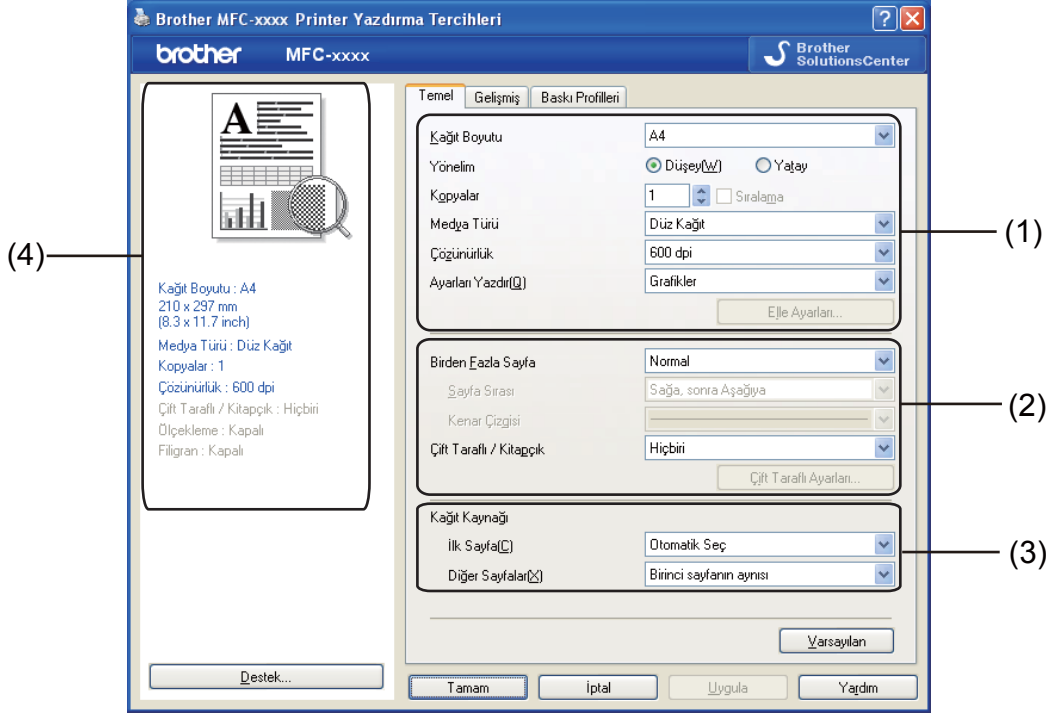 Brother MFC-xxxx Printer Yazdırma Tercihleri
brother MFC-xxxx
Brother
SolutionsCenter
Temel Gelişmiş Baskı Profilleri
A
(4)
Kağıt Boyutu : A4
210 x 297 mm
(8.3 x 11.7 inch)
Medya Türü : Düz Kağıt
Kopyalar : 1
Çözünürlük : 600 dpi
Çift Taraflı / Kitapçık : Hiçbiri
Ölçekleme : Kapalı
Filigran : Kapalı
Destek...
Kağıt Boyutu A4
Yönelim Düşey(W) Yatay
Kopyalar 1 Sıralama
Medya Türü Düz Kağıt
(1)
Çözünürlük 600 dpi
Ayarları Yazdır(Q) Grafikler
Elle Ayarları...
Birden Fazla Sayfa Normal
Sayfa Sırası Sağa, sonra Aşağıya
(2)
Kenar Çizgisi
Çift Taraflı / Kitapçık Hiçbiri
Çift Taraflı Ayarları...
Kağıt Kaynağı
İlk Sayfa(C) Otomatik Seç
(3)
Diğer Sayfalar(X) Birinci sayfanın aynısı
Varsayılan
Tamam İptal Uygula Yardım